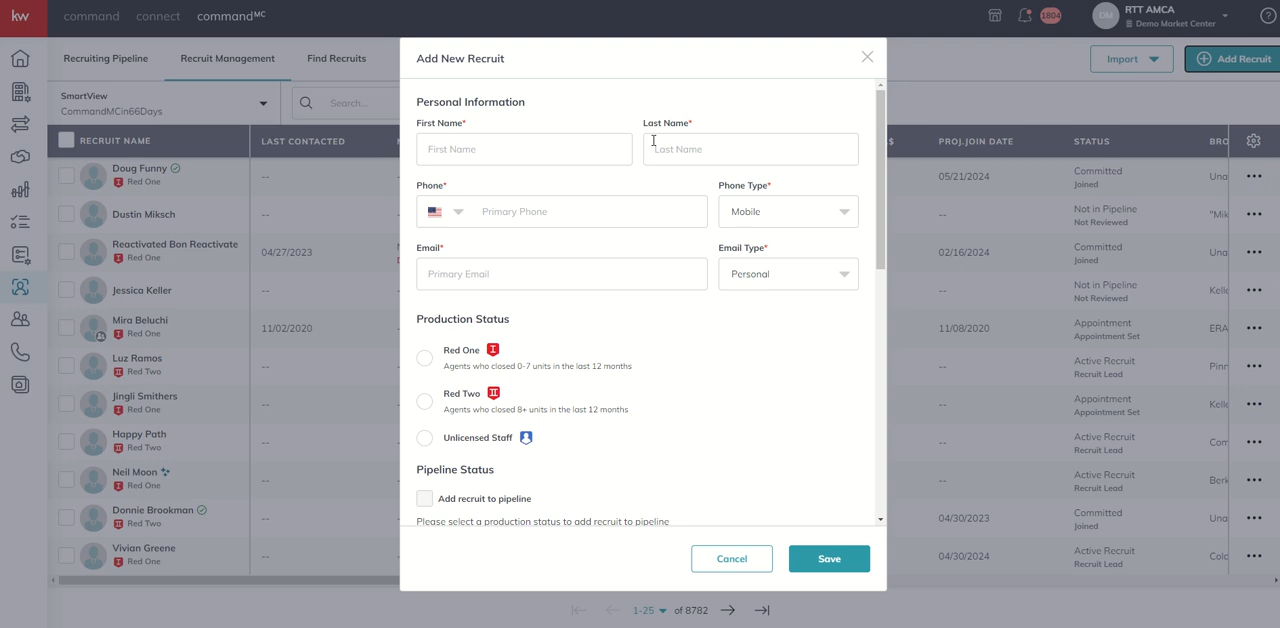 kw command connect commandMC 1804 DM RTT AMCA
Demo Market Center
Recruiting Pipeline Recruit Management Find Recruits Import Add Recruit
SmartView
CommandMCin66Days
Search...
RECRUIT NAME LAST CONTACTED PROJ.JOIN DATE STATUS
Doug Funny
Red One
-- 05/21/2024 Committed
Joined
Dustin Miksch -- -- Not in Pipeline
Not Reviewed
Reactivated Bon Reactivate
Red One
04/27/2023 02/16/2024 Committed
Joined
Jessica Keller -- -- Not in Pipeline
Not Reviewed
Mira Beluchi
Red One
11/02/2020 11/08/2020 Appointment
Appointment Set
ERA
Luz Ramos
Red Two
-- -- Active Recruit
Recruit Lead
Jingli Smithers
Red One
-- -- Appointment
Appointment Set
Happy Path
Red Two
-- -- Active Recruit
Recruit Lead
Neil Moon
Red One
-- -- Active Recruit
Recruit Lead
Donnie Brookman
Red Two
-- 04/30/2023 Committed
Joined
Vivian Greene
Red One
-- 04/30/2024 Active Recruit
Recruit Lead
1-25 of 8782
Add New Recruit
Personal Information
First Name* Last Name*
First Name Last Name
Phone* Phone Type*
Primary Phone Mobile
Email* Email Type*
Primary Email Personal
Production Status
Red One I
Agents who closed 0-7 units in the last 12 months
Red Two II
Agents who closed 8+ units in the last 12 months
Unlicensed Staff
Pipeline Status
Add recruit to pipeline
Please select a production status to add recruit to pipeline
Cancel Save